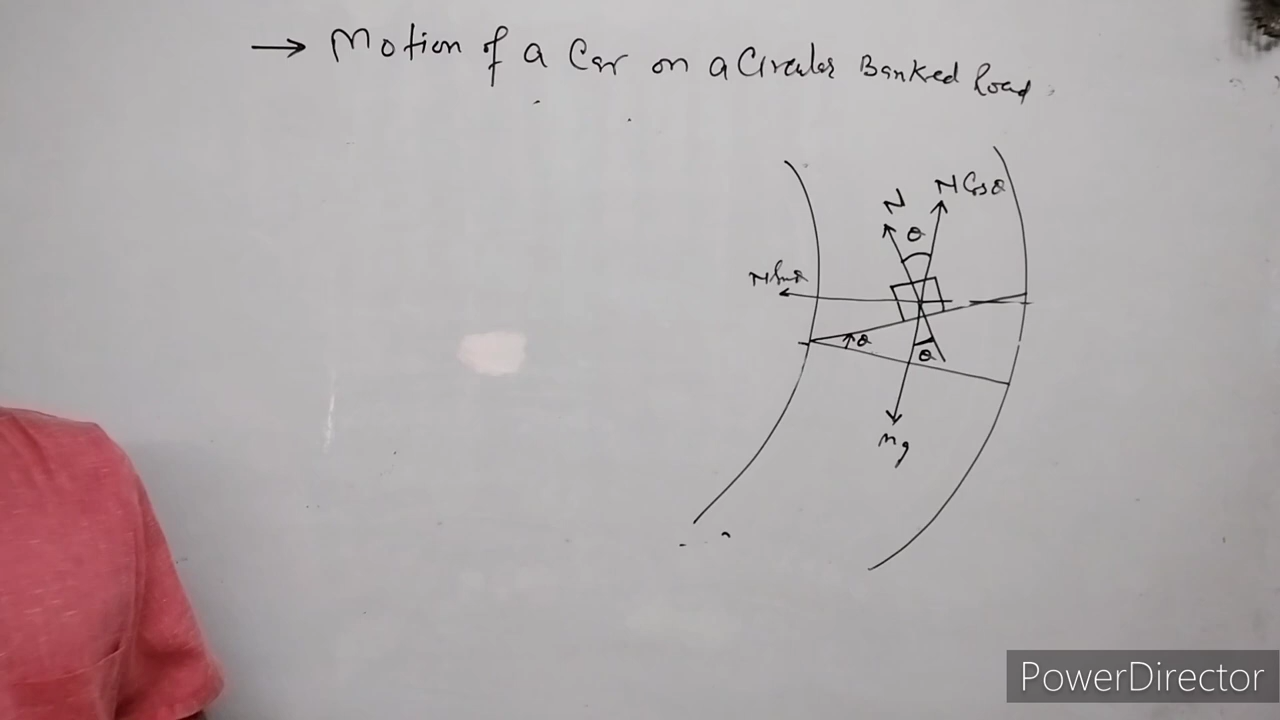 → Motion of a Car on a Circular Banked Road
N
N Cosθ
θ
N Sinθ
θ
θ
mg
PowerDirector